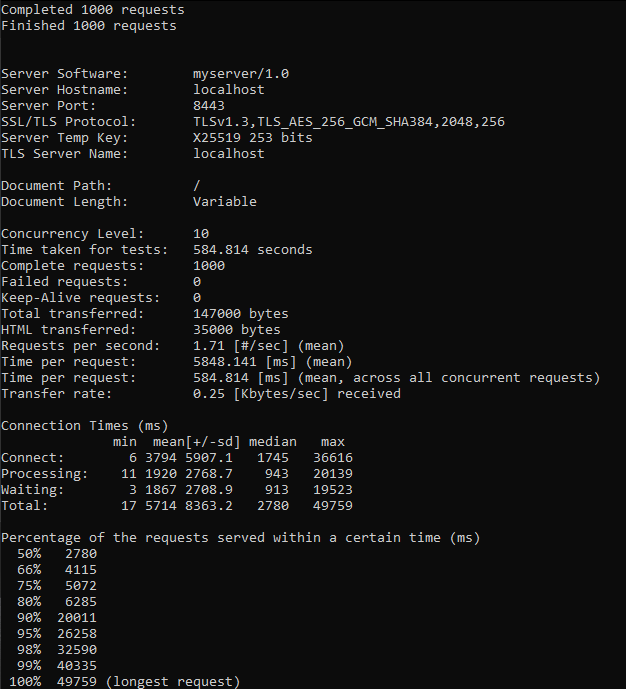 Completed 1000 requests
Finished 1000 requests
Server Software: myserver/1.0
Server Hostname: localhost
Server Port: 8443
SSL/TLS Protocol: TLSv1.3,TLS_AES_256_GCM_SHA384,2048,256
Server Temp Key: X25519 253 bits
TLS Server Name: localhost
Document Path: /
Document Length: Variable
Concurrency Level: 10
Time taken for tests: 584.814 seconds
Complete requests: 1000
Failed requests: 0
Keep-Alive requests: 0
Total transferred: 147000 bytes
HTML transferred: 35000 bytes
Requests per second: 1.71 [#/sec] (mean)
Time per request: 5848.141 [ms] (mean)
Time per request: 584.814 [ms] (mean, across all concurrent requests)
Transfer rate: 0.25 [Kbytes/sec] received
Connection Times (ms)
min mean[+/-sd] median max
Connect: 6 3794 5907.1 1745 36616
Processing: 11 1920 2768.7 943 20139
Waiting: 3 1867 2708.9 913 19523
Total: 17 5714 8363.2 2780 49759
Percentage of the requests served within a certain time (ms)
50% 2780
66% 4115
75% 5072
80% 6285
90% 20011
95% 26258
98% 32590
99% 40335
100% 49759 (longest request)